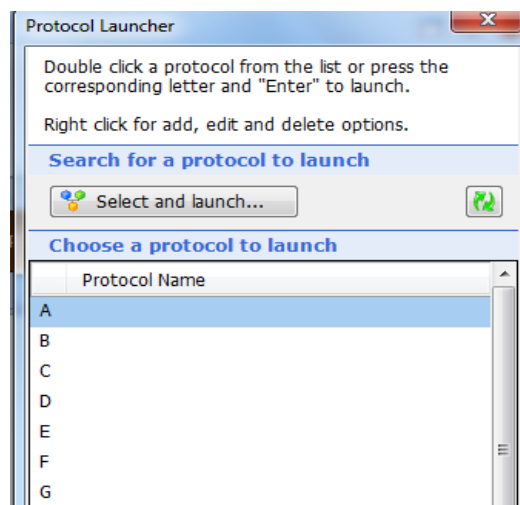 Protocol Launcher
Double click a protocol from the list or press the
corresponding letter and "Enter" to launch.
Right click for add, edit and delete options.
Search for a protocol to launch
Select and launch...
Choose a protocol to launch
Protocol Name
A
B
C
D
E
F
G